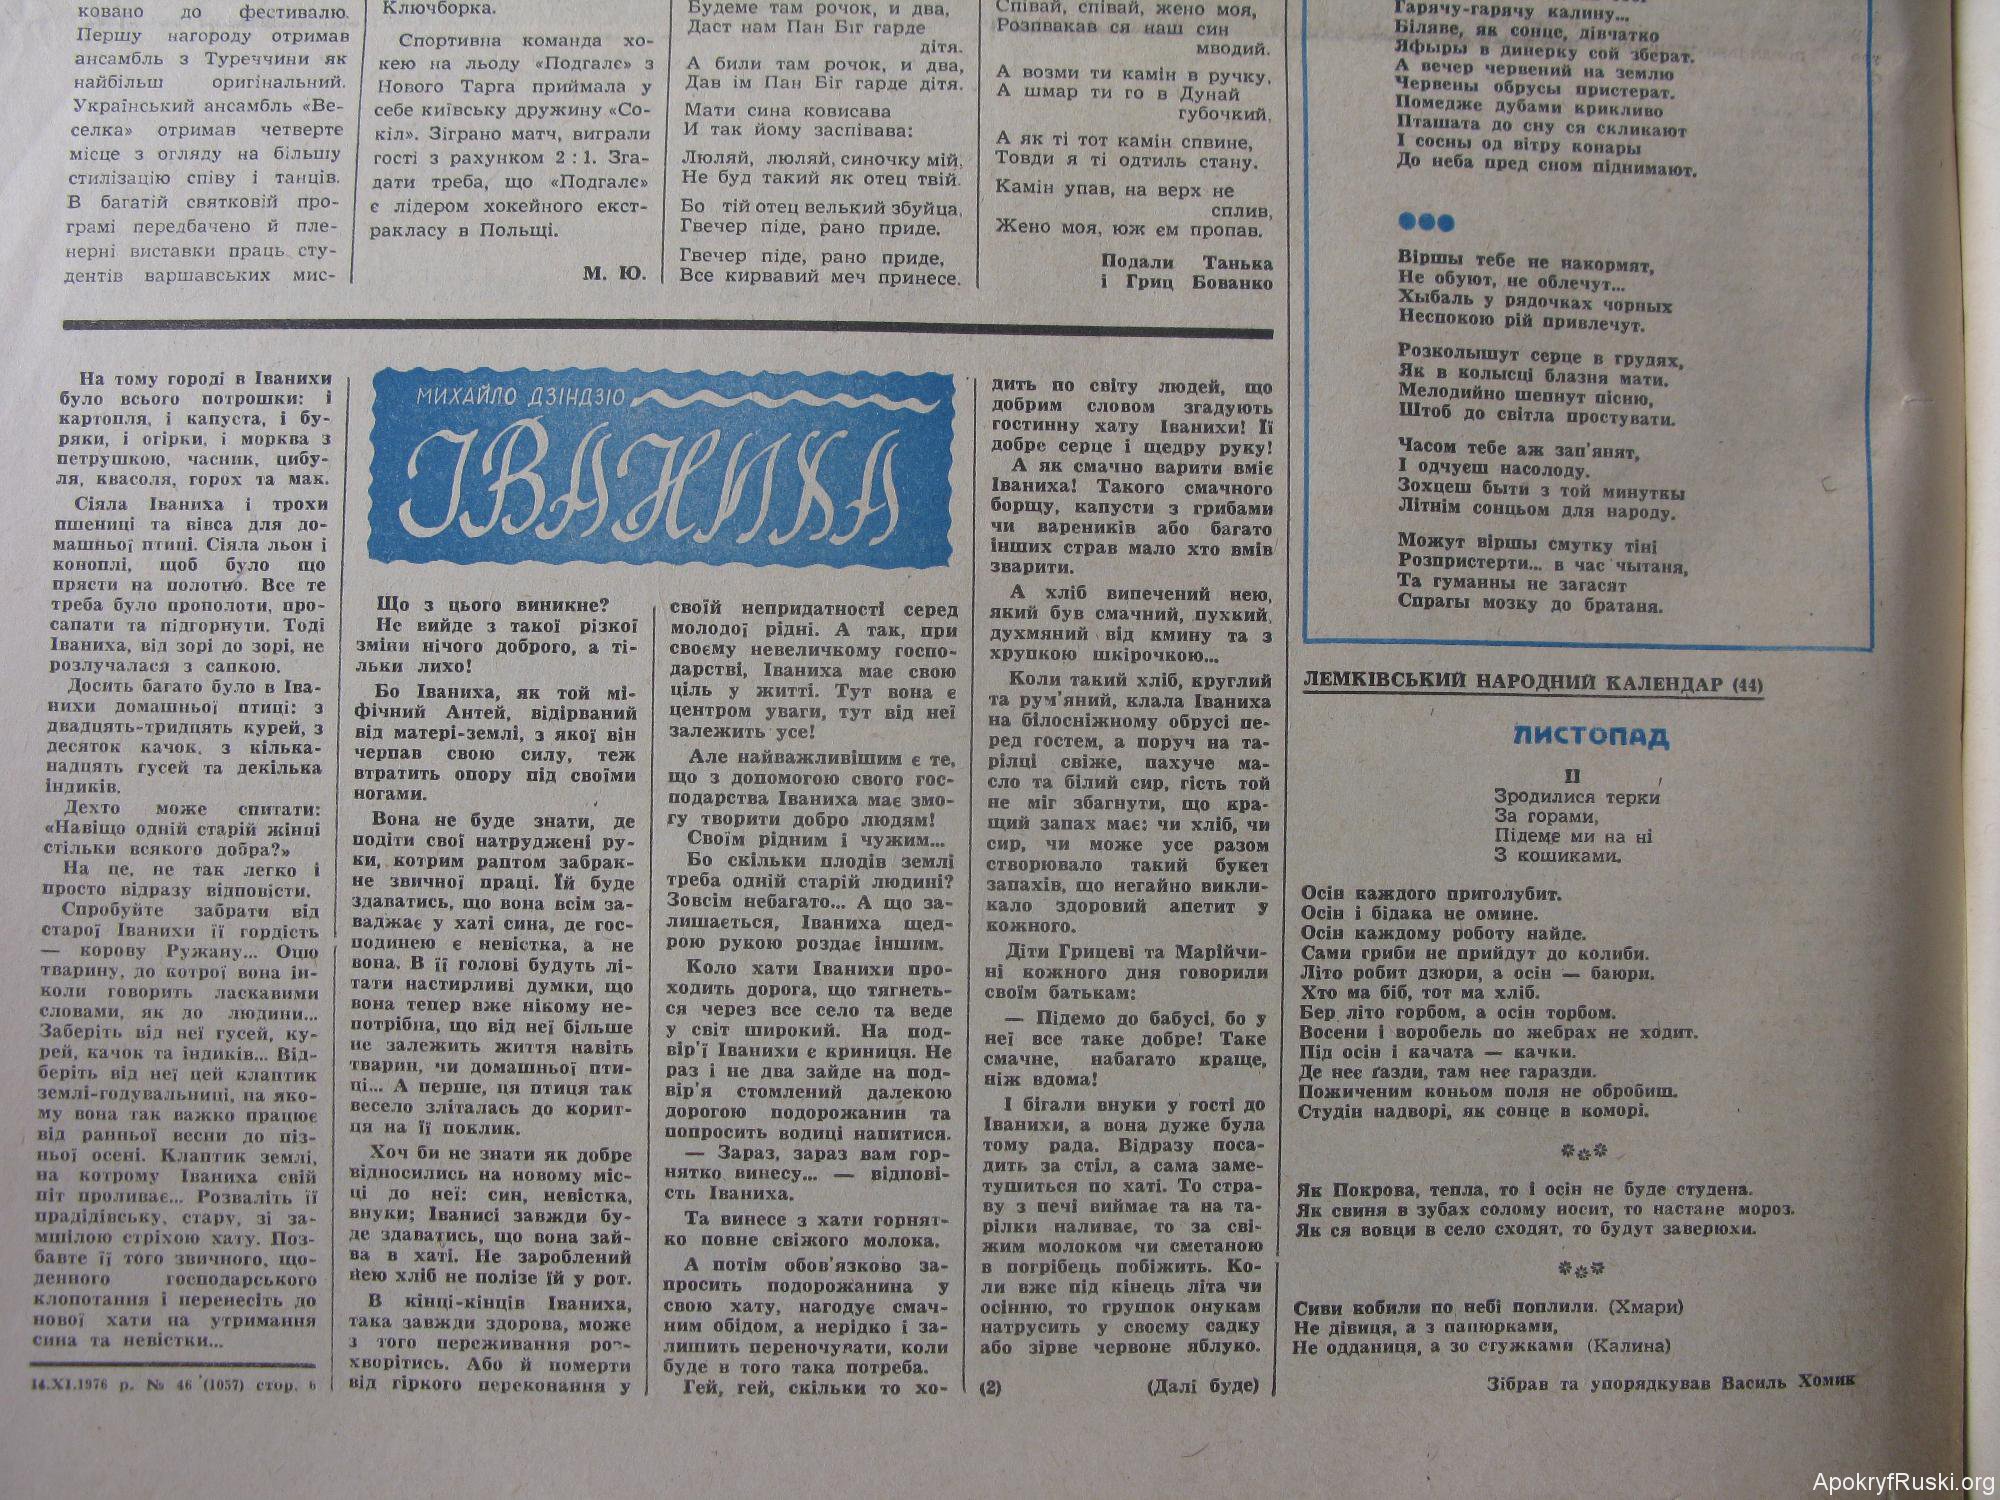 ковано до фестивалю.
Першу нагороду отримав
ансамбль з Туреччини як
найбільш оригінальний.
Український ансамбль «Ве-
селка» отримав четверте
місце з огляду на більшу
стилізацію співу і танців.
В багатій святковій про-
грамі передбачено й пле-
нерні виставки праць сту-
дентів варшавських мис-
Ключборка.
Спортивна команда хо-
кею на льоду «Подгалє» з
Нового Тарга приймала у
себе київську дружину «Со-
кіл». Зіграно матч, виграли
гості з рахунком 2 : 1. Зга-
дати треба, що «Подгалє»
є лідером хокейного екст-
ракласу в Польщі.
М. Ю.
Будеме там рочок, и два,
Даст нам Пан Біг гарде
дітя.
А били там рочок, и два,
Дав ім Пан Біг гарде дітя.
Мати сина ковисава
И так йому заспівава:
Люляй, люляй, синочку мій,
Не буд такий як отец твій.
Бо тій отец велький збуйца,
Гвечер піде, рано приде.
Гвечер піде, рано приде,
Все кирвавий меч принесе.
Співай, співай, жено моя,
Розпвакав ся наш син
мводий.
А возми ти камін в ручку,
А шмар ти го в Дунай
губочкий,
А як ті тот камін спвине,
Товди я ті одтиль стану.
Камін упав, на верх не
сплив,
Жено моя, юж ем пропав.
Подали Танька
і Гриц Бованко
Гарячу-гарячу калину...
Біляве, як сонце, дівчатко
Яфыры в динерку сой зберат.
А вечер червений на землю
Червены обрусы пристерат.
Помедже дубами крикливо
Пташата до сну ся скликают
І сосны од вітру конары
До неба пред сном піднимают.
Віршы тебе не накормят,
Не обуют, не облечут...
Хыбаль у рядочках чорных
Неспокою рій привлечут.
Розколышут серце в грудях,
Як в колысці блазня мати.
Мелодийно шепнут пісню,
Штоб до світла простувати.
Часом тебе аж зап'янят,
І одчуеш насолоду.
Зохцеш быти з той минуткы
Літнім сонцьом для народу.
Можут віршы смутку тіні
Розпристерти... в час чытаня,
Та гуманны не загасят
Спрагы мозку до братаня.
МИХАЙЛО ДЗІНДЗІО
ІВАНИХА
На тому городі в Іванихи
було всього потрошки: і
картопля, і капуста, і бу-
ряки, і огірки, і морква з
петрушкою, часник, цибу-
ля, квасоля, горох та мак.
Сіяла Іваниха і трохи
пшениці та вівса для до-
машньої птиці. Сіяла льон і
коноплі, щоб було що
прясти на полотно. Все те
треба було прополоти, про-
сапати та підгорнути. Тоді
Іваниха, від зорі до зорі, не
розлучалася з сапкою.
Досить багато було в Іва-
нихи домашньої птиці: з
двадцять-тридцять курей, з
десяток качок, з кілька-
надцять гусей та декілька
індиків.
Дехто може спитати:
«Навіщо одній старій жінці
стільки всякого добра?»
На це, не так легко і
просто відразу відповісти.
Спробуйте забрати від
старої Іванихи її гордість
— корову Ружану... Оцю
тварину, до котрої вона ін-
коли говорить ласкавими
словами, як до людини...
Заберіть від неї гусей, ку-
рей, качок та індиків... Від-
беріть від неї цей клаптик
землі-годувальниці, на яко-
му вона так важко працює
від ранньої весни до піз-
ньої осені. Клаптик землі,
на котрому Іваниха свій
піт проливає... Розваліть її
прадідівську, стару, зі за-
мшілою стріхою хату. Поз-
бавте її того звичного, що-
денного господарського
клопотання і перенесіть до
нової хати на утримання
сина та невістки...
14.XI.1976 р. № 46 (1057) стор. 6
Що з цього виникне?
Не вийде з такої різкої
зміни нічого доброго, а ті-
льки лихо!
Бо Іваниха, як той мі-
фічний Антей, відірваний
від матері-землі, з якої він
черпав свою силу, теж
втратить опору під своїми
ногами.
Вона не буде знати, де
подіти свої натруджені ру-
ки, котрим раптом забрак-
не звичної праці. Їй буде
здаватись, що вона всім за-
ваджає у хаті сина, де гос-
подинею є невістка, а не
вона. В її голові будуть лі-
тати настирливі думки, що
вона тепер вже нікому не-
потрібна, що від неї більше
не залежить життя навіть
тварин, чи домашньої пти-
ці... А перше, ця птиця так
весело зліталась до корит-
ця на її поклик.
Хоч би не знати як добре
відносились на новому міс-
ці до неї: син, невістка,
внуки; Іванисі завжди бу-
де здаватись, що вона зай-
ва в хаті. Не зароблений
нею хліб не полізе їй у рот.
В кінці-кінців Іваниха,
така завжди здорова, може
з того переживання роз-
хворітись. Або й померти
від гіркого переконання у
своїй непридатності серед
молодої рідні. А так, при
своєму невеличкому госпо-
дарстві, Іваниха має свою
ціль у житті. Тут вона є
центром уваги, тут від неї
залежить усе!
Але найважливішим є те,
що з допомогою свого гос-
подарства Іваниха має змо-
гу творити добро людям!
Своїм рідним і чужим...
Бо скільки плодів землі
треба одній старій людині?
Зовсім небагато... А що за-
лишається, Іваниха щед-
рою рукою роздає іншим.
Коло хати Іванихи про-
ходить дорога, що тягнеть-
ся через все село та веде
у світ широкий. На под-
вір'ї Іванихи є криниця. Не
раз і не два зайде на под-
вір'я стомлений далекою
дорогою подорожанин та
попросить водиці напитися.
— Зараз, зараз вам гор-
нятко винесу... — відпові-
сть Іваниха.
Та винесе з хати горнят-
ко повне свіжого молока.
А потім обов'язково за-
просить подорожанина у
свою хату, нагодує смач-
ним обідом, а нерідко і за-
лишить переночувати, коли
буде в того така потреба.
Гей, гей, скільки то хо-
дить по світу людей, що
добрим словом згадують
гостинну хату Іванихи! Її
добре серце і щедру руку!
А як смачно варити вміє
Іваниха! Такого смачного
борщу, капусти з грибами
чи вареників або багато
інших страв мало хто вмів
зварити.
А хліб випечений нею,
який був смачний, пухкий,
духмяний від кмину та з
хрупкою шкірочкою...
Коли такий хліб, круглий
та рум'яний, клала Іваниха
на білосніжному обрусі пе-
ред гостем, а поруч на та-
рілці свіже, пахуче ма-
сло та білий сир, гість той
не міг збагнути, що кра-
щий запах має: чи хліб, чи
сир, чи може усе разом
створювало такий букет
запахів, що негайно викли-
кало здоровий апетит у
кожного.
Діти Грицеві та Марійчи-
ні кожного дня говорили
своїм батькам:
— Підемо до бабусі, бо у
неї все таке добре! Таке
смачне, набагато краще,
ніж вдома!
І бігали внуки у гості до
Іванихи, а вона дуже була
тому рада. Відразу поса-
дить за стіл, а сама заме-
тушиться по хаті. То стра-
ву з печі виймає та на та-
рілки наливає, то за сві-
жим молоком чи сметаною
в погрібець побіжить. Ко-
ли вже під кінець літа чи
осінню, то грушок онукам
натрусить у своєму садку
або зірве червоне яблуко.
(2) (Далі буде)
ЛЕМКІВСЬКИЙ НАРОДНИЙ КАЛЕНДАР (44)
ЛИСТОПАД
II
Зродилися терки
За горами,
Підеме ми на ні
З кошиками.
Осін каждого приголубит.
Осін і бідака не омине.
Осін каждому роботу найде.
Сами гриби не прийдут до колиби.
Літо робит дзюри, а осін — баюри.
Хто ма біб, тот ма хліб.
Бер літо горбом, а осін торбом.
Восени і воробель по жебрах не ходит.
Під осін і качата — качки.
Де неє ґазди, там неє гаразди.
Пожиченим коньом поля не обробиш.
Студін надворі, як сонце в коморі.
Як Покрова, тепла, то і осін не буде студена.
Як свиня в зубах солому носит, то настане мороз.
Як ся вовци в село сходят, то будут заверюхи.
Сиви кобили по небі поплили. (Хмари)
Не дівиця, а з пацюрками,
Не одданиця, а зо стужками (Калина)
Зібрав та упорядкував Василь Хомик
ApokryfRuski.org